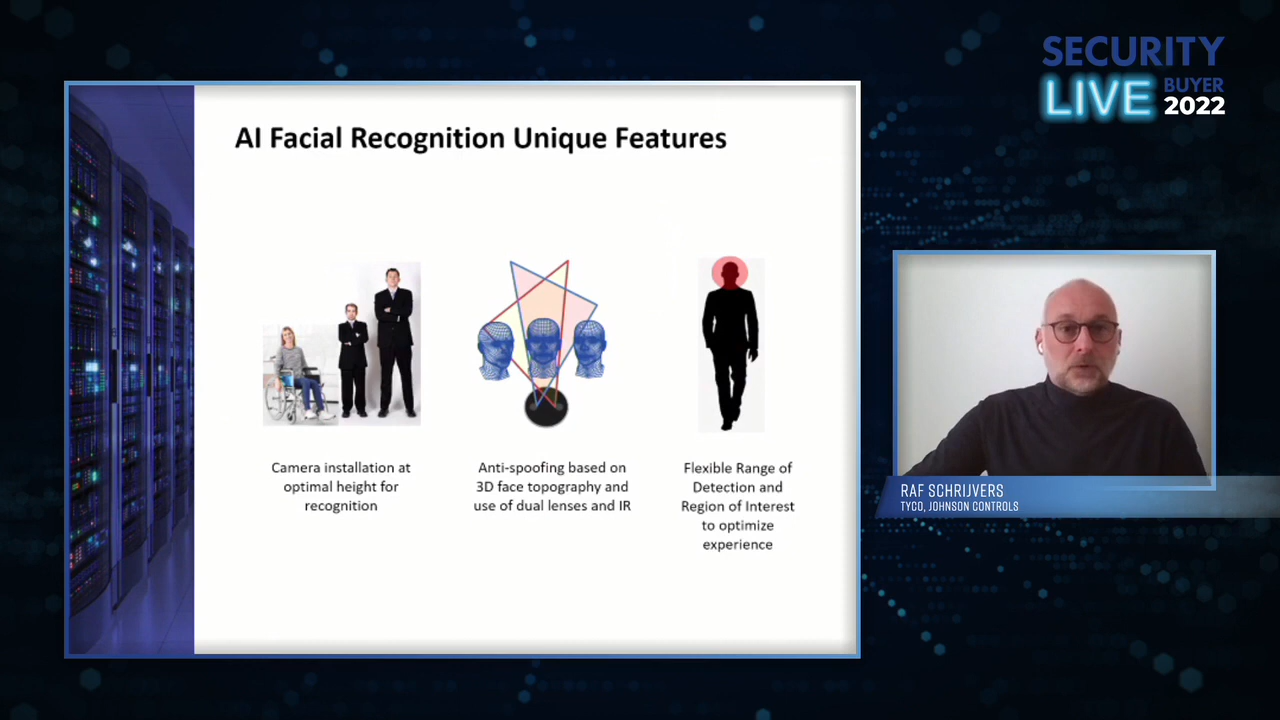 SECURITY
LIVE BUYER
2022
AI Facial Recognition Unique Features
Camera installation at
optimal height for
recognition
Anti-spoofing based on
3D face topography and
use of dual lenses and IR
Flexible Range of
Detection and
Region of Interest
to optimize
experience
RAF SCHRIJVERS
TYCO, JOHNSON CONTROLS